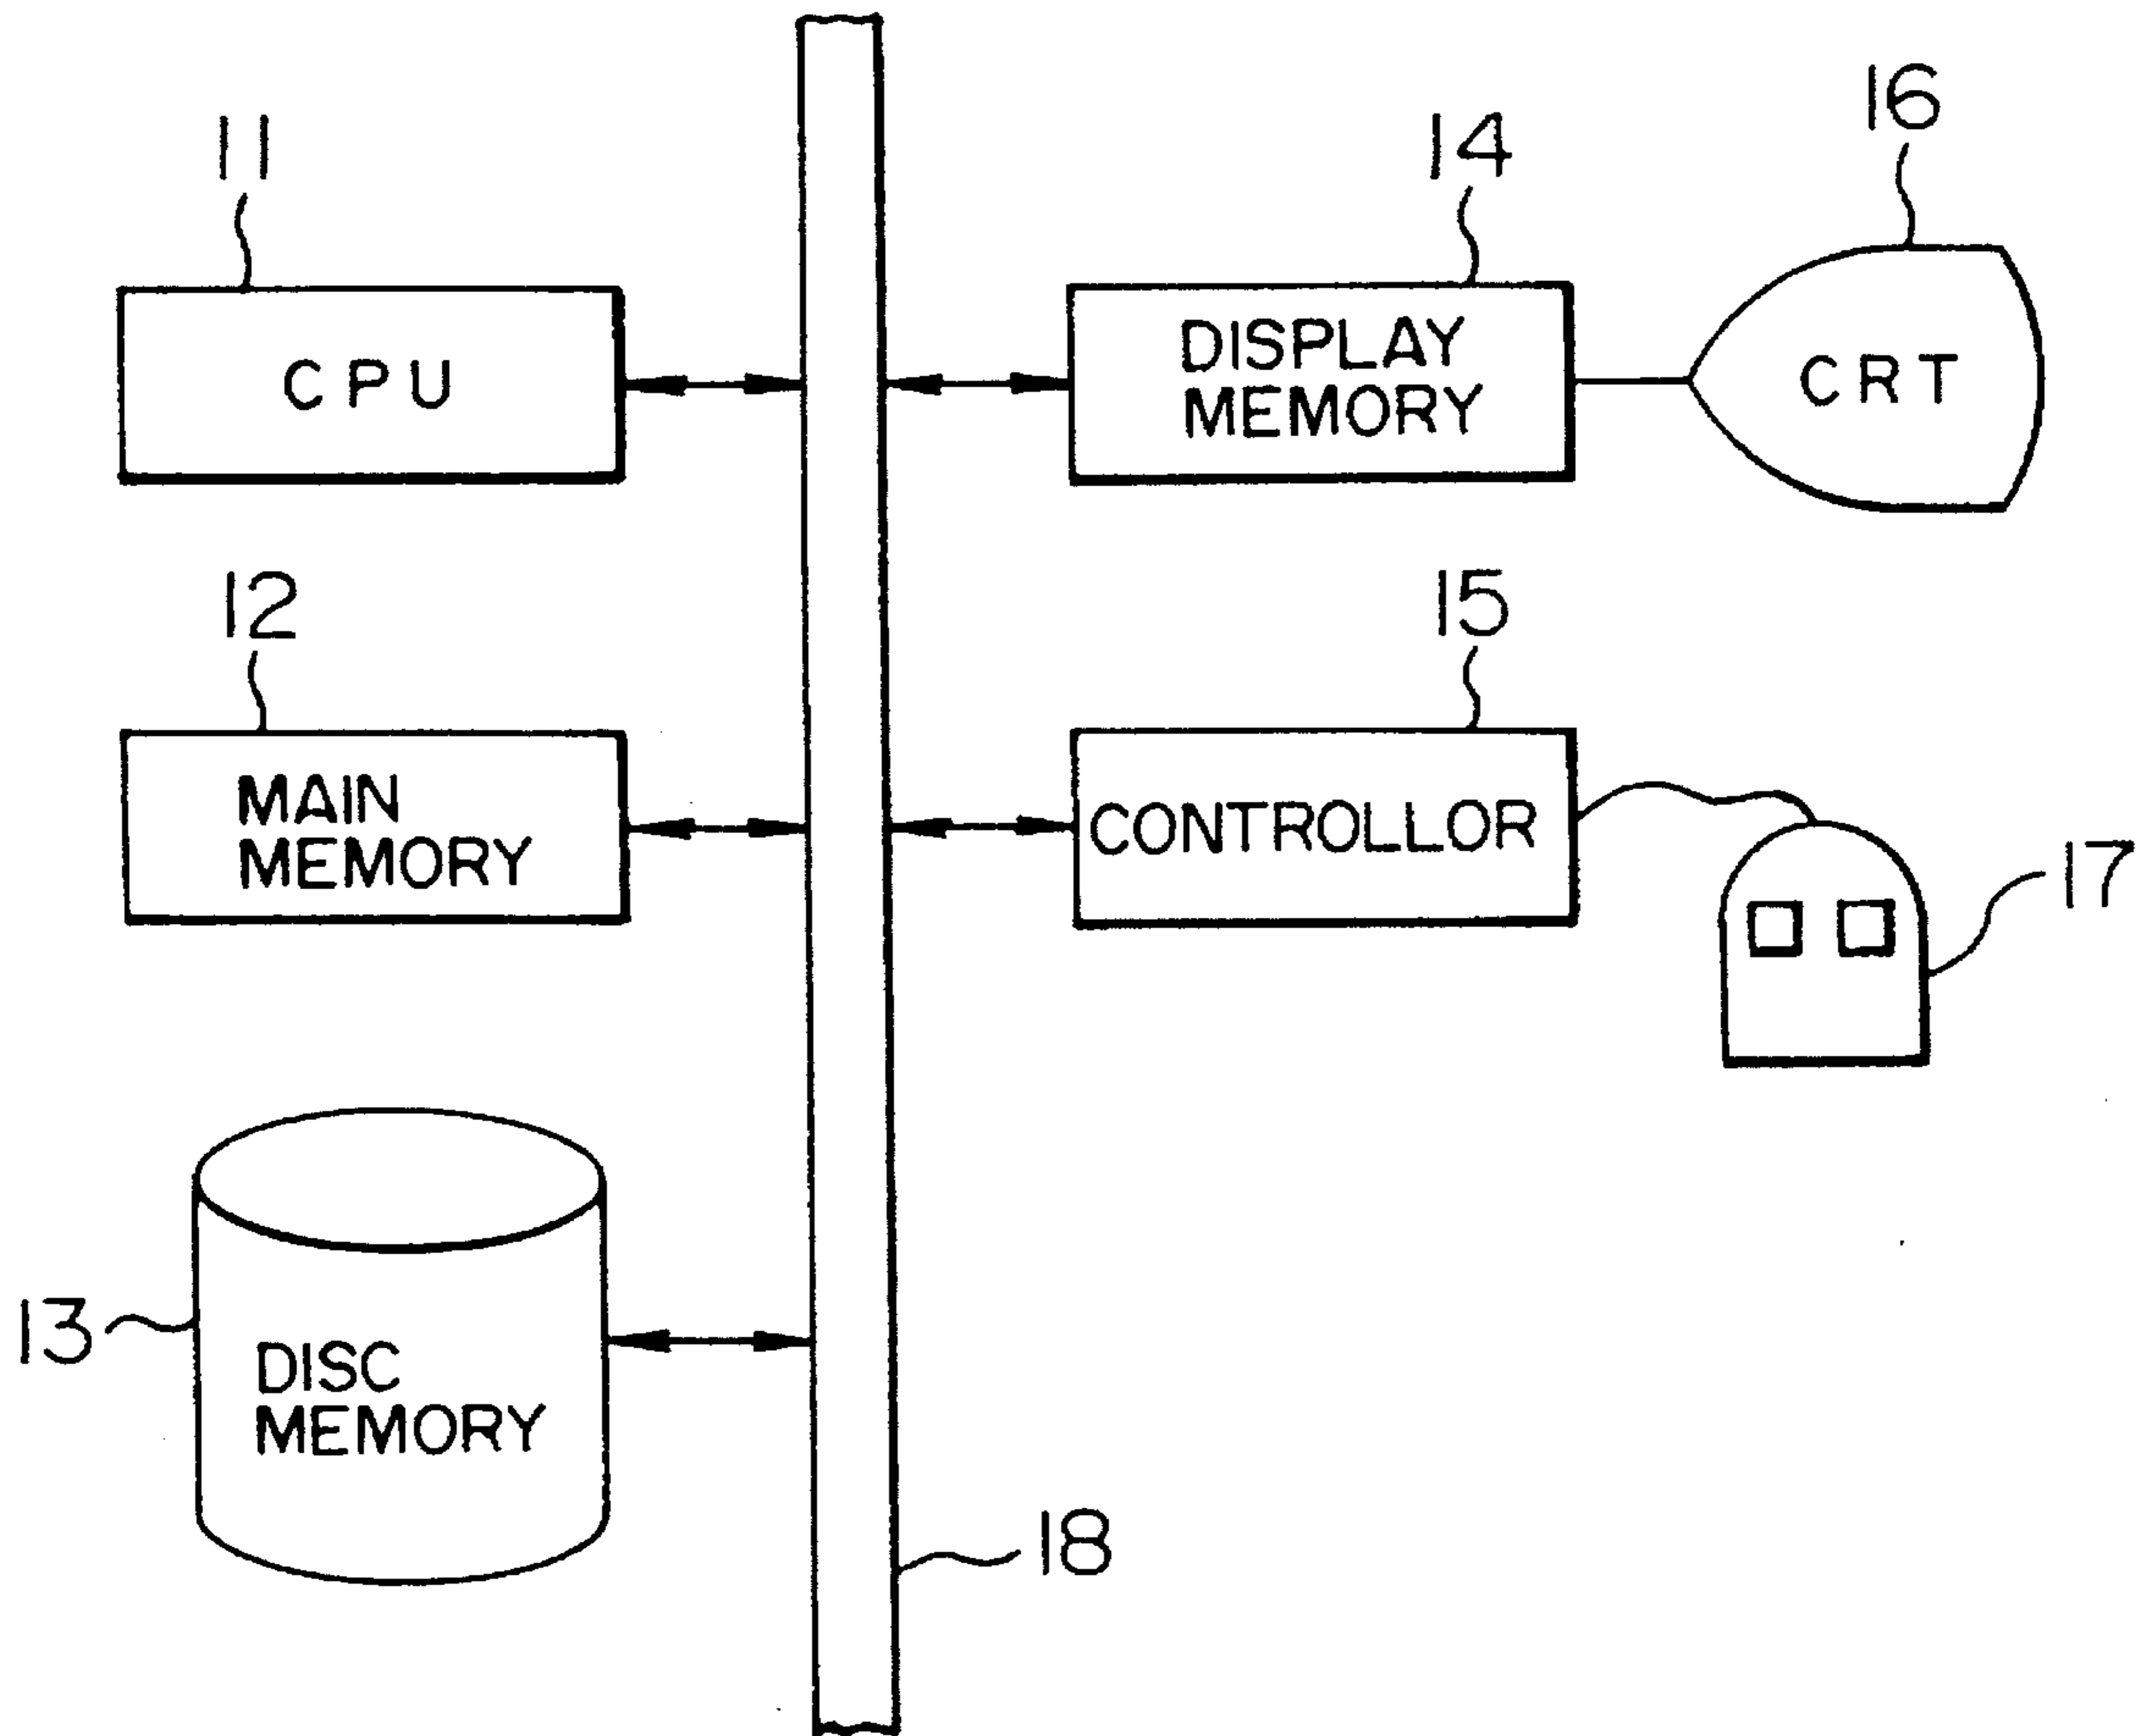 11
CPU
12
MAIN
MEMORY
13
DISC
MEMORY
14
DISPLAY
MEMORY
16
CRT
15
CONTROLLOR
17
18